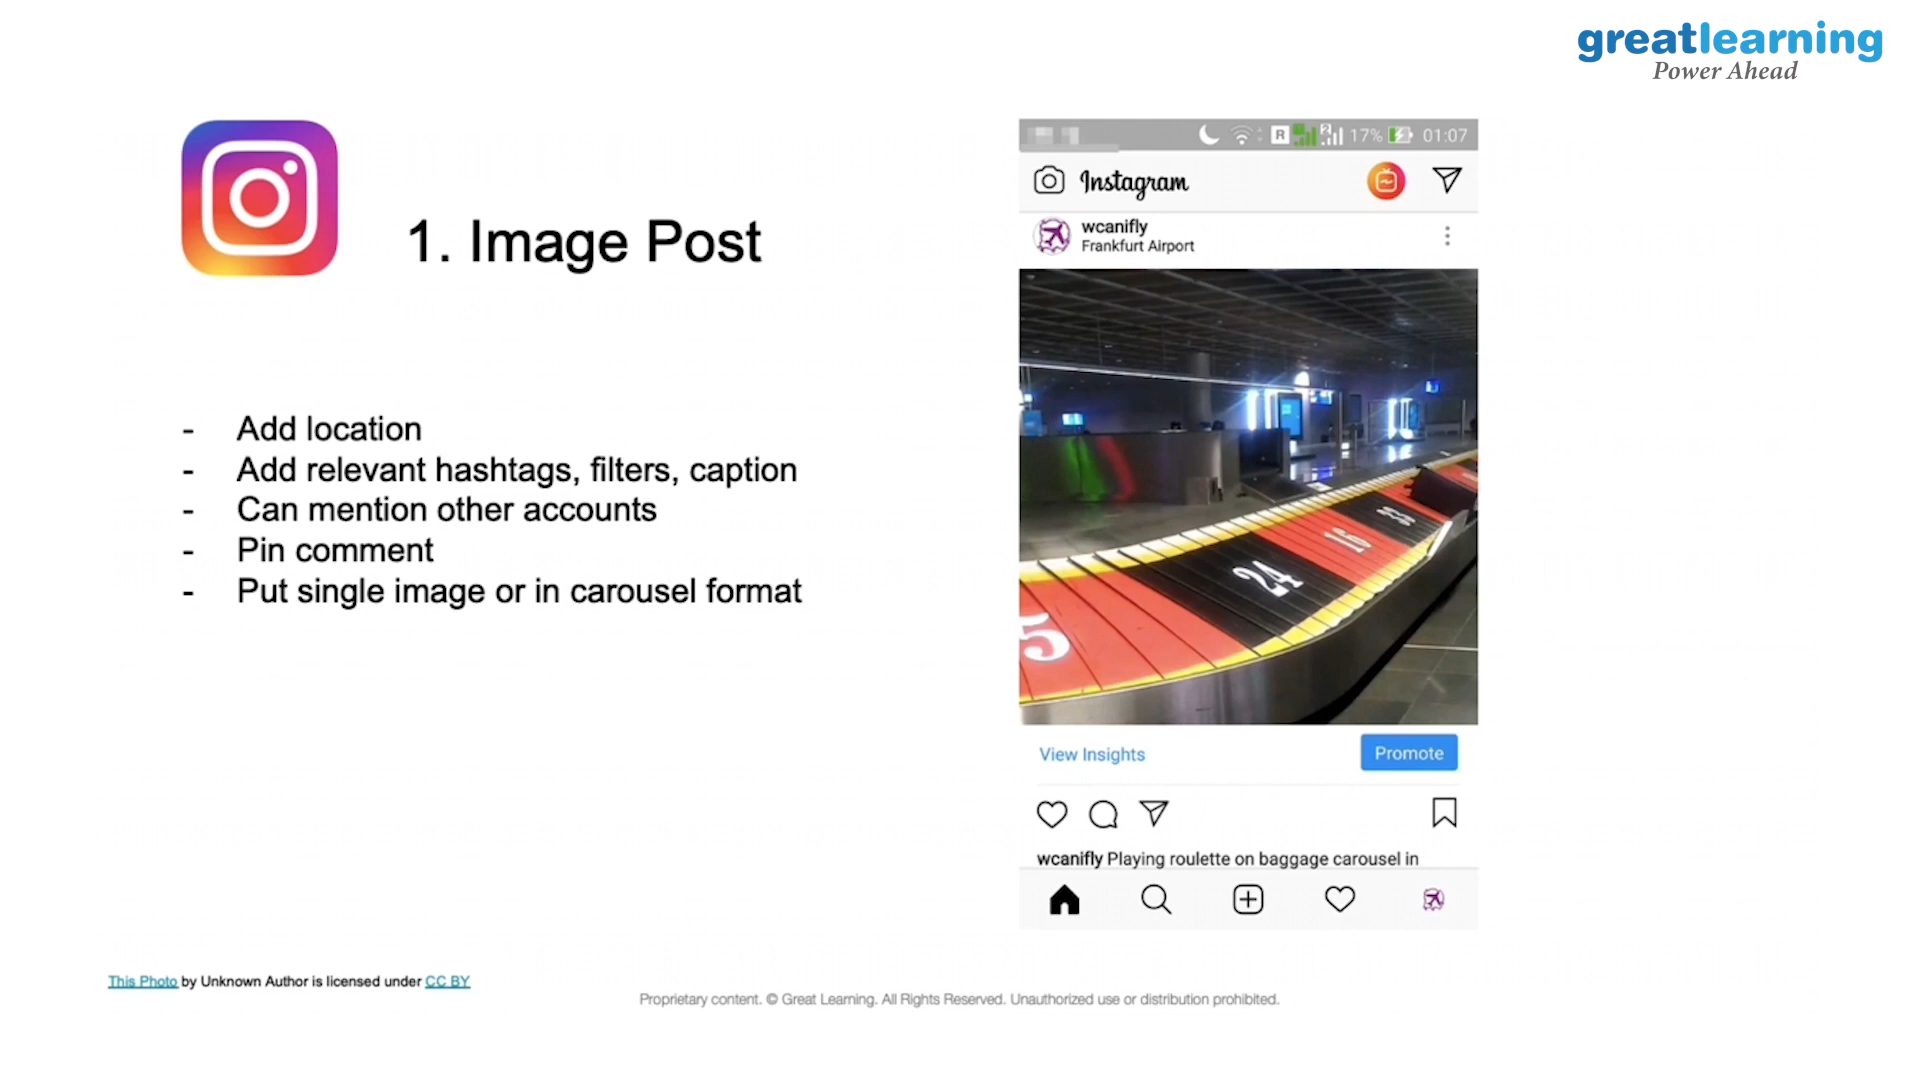 greatlearning
Power Ahead
1. Image Post
- Add location
- Add relevant hashtags, filters, caption
- Can mention other accounts
- Pin comment
- Put single image or in carousel format
R 2 17% 01:07
Instagram
wcanifly
Frankfurt Airport
24
5
View Insights
Promote
wcanifly Playing roulette on baggage carousel in
This Photo by Unknown Author is licensed under CC BY
Proprietary content. © Great Learning. All Rights Reserved. Unauthorized use or distribution prohibited.